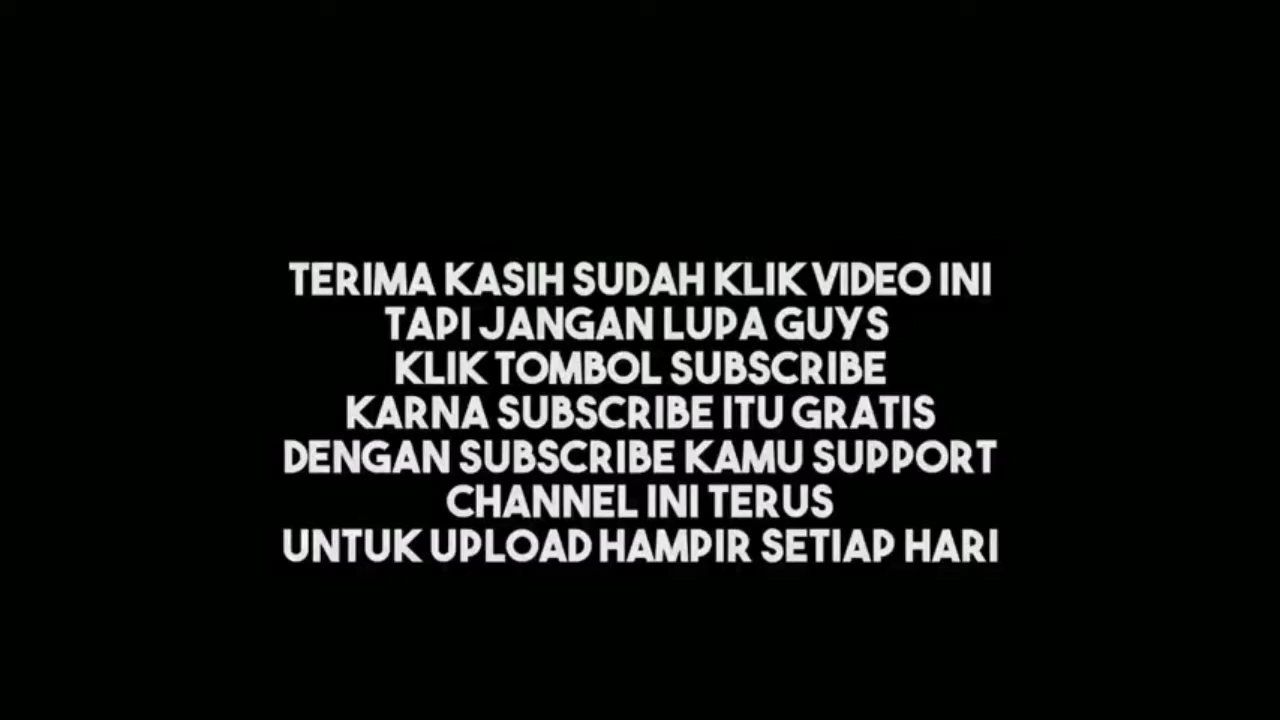 TERIMA KASIH SUDAH KLIK VIDEO INI
TAPI JANGAN LUPA GUYS
KLIK TOMBOL SUBSCRIBE
KARNA SUBSCRIBE ITU GRATIS
DENGAN SUBSCRIBE KAMU SUPPORT
CHANNEL INI TERUS
UNTUK UPLOAD HAMPIR SETIAP HARI